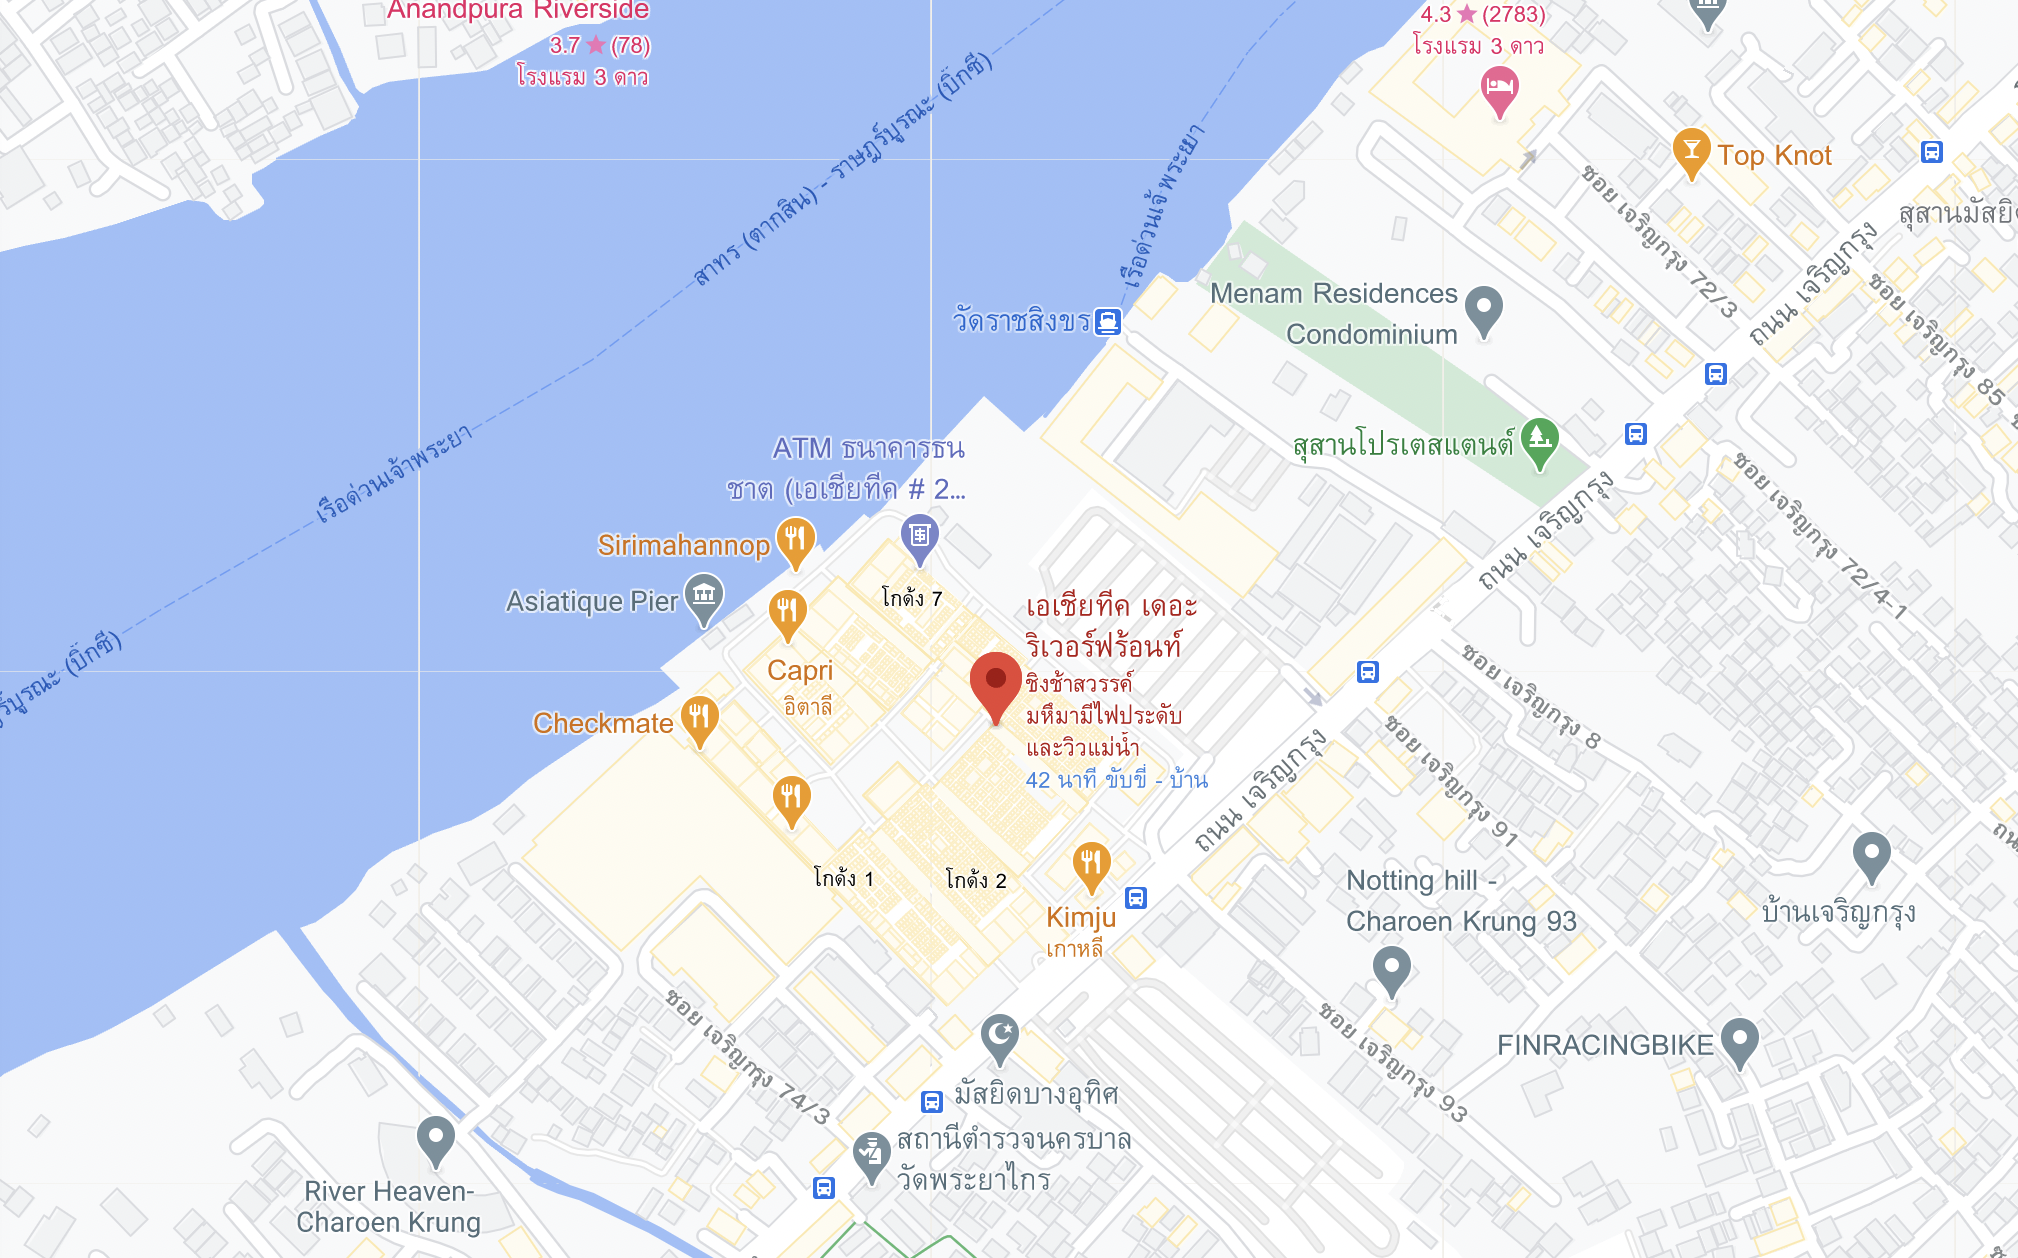 Anandpura Riverside
3.7 ★ (78)
โรงแรม 3 ดาว
4.3 ★ (2783)
โรงแรม 3 ดาว
Top Knot
สาทร (ตากสิน) - ราษฎร์บูรณะ (บิ๊กซี)
เรือด่วนเจ้าพระยา
ซอย เจริญกรุง 72/3
สุสานมัสยิด
ถนน เจริญกรุง
ซอย เจริญกรุง 85
Menam Residences
Condominium
วัดราชสิงขร
สุสานโปรเตสแตนต์
ATM ธนาคารธน
ชาต (เอเชียทีค # 2...
เรือด่วนเจ้าพระยา
ซอย เจริญกรุง 72/4-1
ถนน เจริญกรุง
Sirimahannop
Asiatique Pier
โกดัง 7
เอเชียทีค เดอะ
ริเวอร์ฟร้อนท์
ชิงช้าสวรรค์
มหึมามีไฟประดับ
และวิวแม่น้ำ
42 นาที ขับขี่ - บ้าน
Capri
อิตาลี
Checkmate
ร์บูรณะ (บิ๊กซี)
ซอย เจริญกรุง 8
ซอย เจริญกรุง 91
ถนน เจริญกรุง
โกดัง 1
โกดัง 2
Kimju
เกาหลี
Notting hill -
Charoen Krung 93
บ้านเจริญกรุง
ซอย เจริญกรุง 74/3
ซอย เจริญกรุง 93
FINRACINGBIKE
มัสยิดบางอุทิศ
สถานีตำรวจนครบาล
วัดพระยาไกร
River Heaven-
Charoen Krung